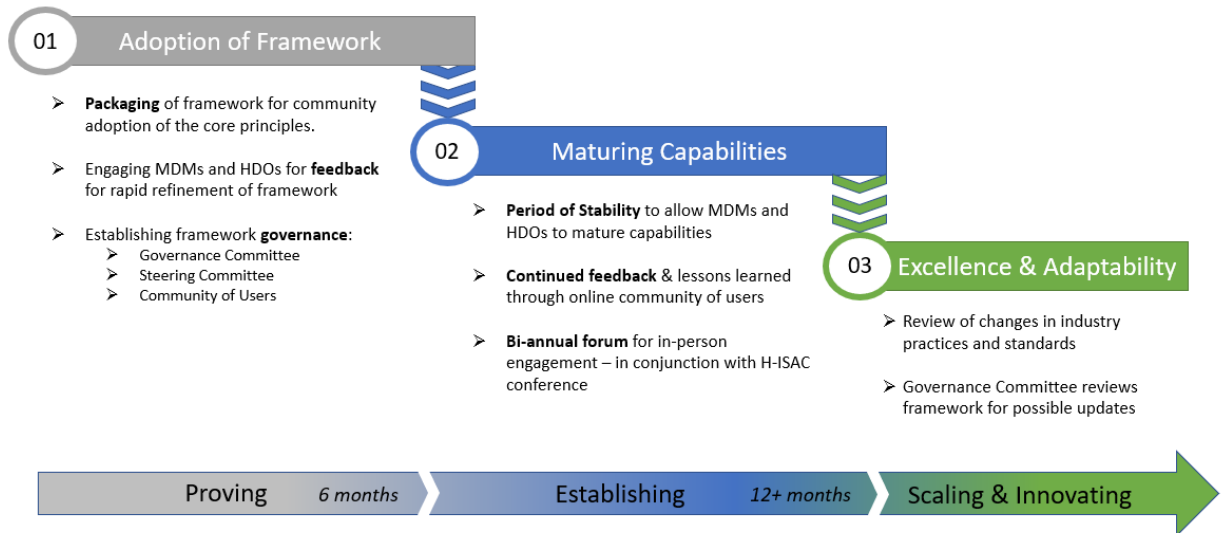 01
Adoption of Framework
➢ Packaging of framework for community
adoption of the core principles.
➢ Engaging MDMs and HDOs for feedback
for rapid refinement of framework
➢ Establishing framework governance:
➢ Governance Committee
➢ Steering Committee
➢ Community of Users
02
Maturing Capabilities
➢ Period of Stability to allow MDMs and
HDOs to mature capabilities
➢ Continued feedback & lessons learned
through online community of users
➢ Bi-annual forum for in-person
engagement – in conjunction with H-ISAC
conference
03
Excellence & Adaptability
➢ Review of changes in industry
practices and standards
➢ Governance Committee reviews
framework for possible updates
Proving 6 months
Establishing 12+ months
Scaling & Innovating